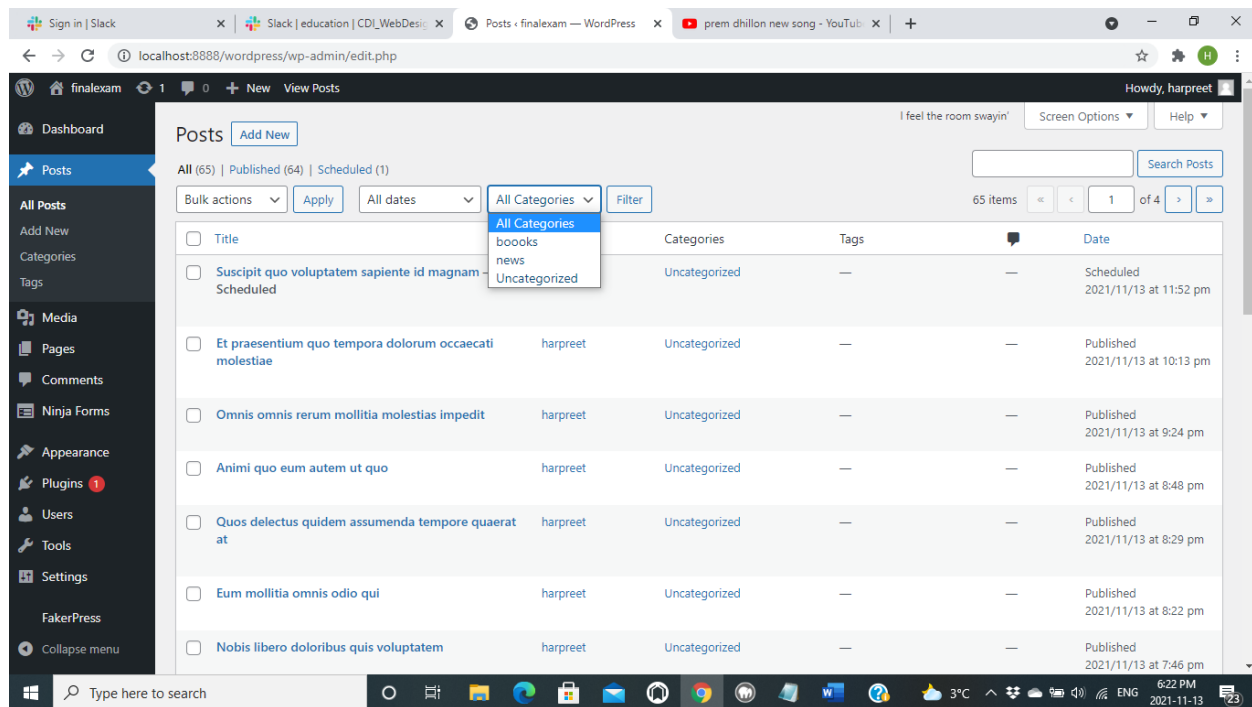 Sign in | Slack
Slack | education | CDI_WebDesig
Posts ‹ finalexam — WordPress
prem dhillon new song - YouTub
localhost:8888/wordpress/wp-admin/edit.php
H
finalexam 1 0 + New View Posts
Howdy, harpreet
Dashboard
Posts
All Posts
Add New
Categories
Tags
Media
Pages
Comments
Ninja Forms
Appearance
Plugins 1
Users
Tools
Settings
FakerPress
Collapse menu
I feel the room swayin'
Screen Options ▼
Help ▼
Posts Add New
All (65) | Published (64) | Scheduled (1)
Search Posts
Bulk actions Apply All dates All Categories Filter
65 items « ‹ 1 of 4 › »
All Categories
boooks
news
Uncategorized
Title Categories Tags Date
Suscipit quo voluptatem sapiente id magnam — Uncategorized — — Scheduled
Scheduled 2021/11/13 at 11:52 pm
Et praesentium quo tempora dolorum occaecati harpreet Uncategorized — — Published
molestiae 2021/11/13 at 10:13 pm
Omnis omnis rerum mollitia molestias impedit harpreet Uncategorized — — Published
2021/11/13 at 9:24 pm
Animi quo eum autem ut quo harpreet Uncategorized — — Published
2021/11/13 at 8:48 pm
Quos delectus quidem assumenda tempore quaerat harpreet Uncategorized — — Published
at 2021/11/13 at 8:29 pm
Eum mollitia omnis odio qui harpreet Uncategorized — — Published
2021/11/13 at 8:22 pm
Nobis libero doloribus quis voluptatem harpreet Uncategorized — — Published
2021/11/13 at 7:46 pm
Type here to search
3°C
ENG
6:22 PM
2021-11-13
23